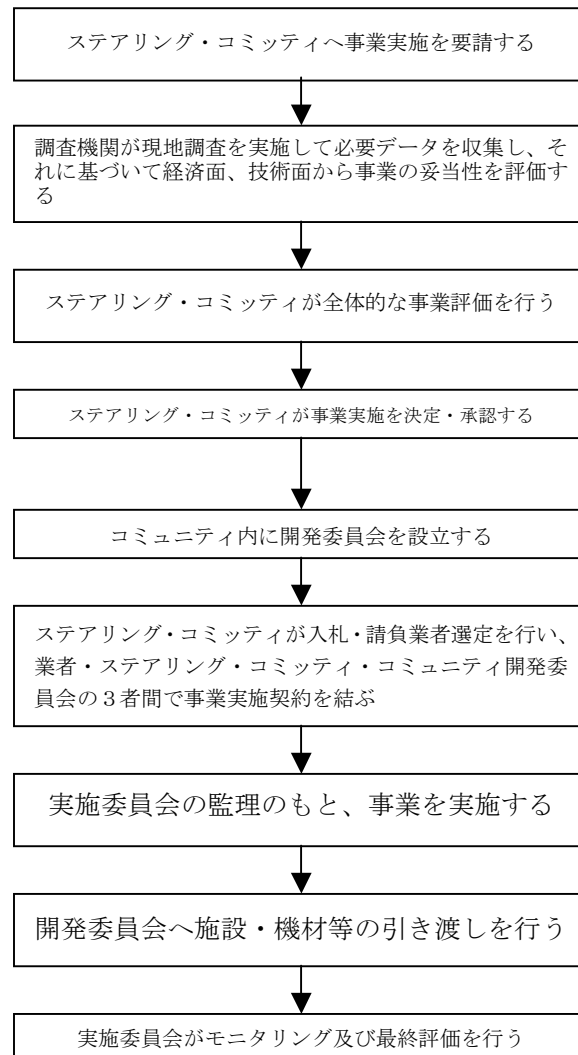 ステアリング・コミッティへ事業実施を要請する
調査機関が現地調査を実施して必要データを収集し、そ
れに基づいて経済面、技術面から事業の妥当性を評価す
る
ステアリング・コミッティが全体的な事業評価を行う
ステアリング・コミッティが事業実施を決定・承認する
コミュニティ内に開発委員会を設立する
ステアリング・コミッティが入札・請負業者選定を行い、
業者・ステアリング・コミッティ・コミュニティ開発委
員会の３者間で事業実施契約を結ぶ
実施委員会の監理のもと、事業を実施する
開発委員会へ施設・機材等の引き渡しを行う
実施委員会がモニタリング及び最終評価を行う